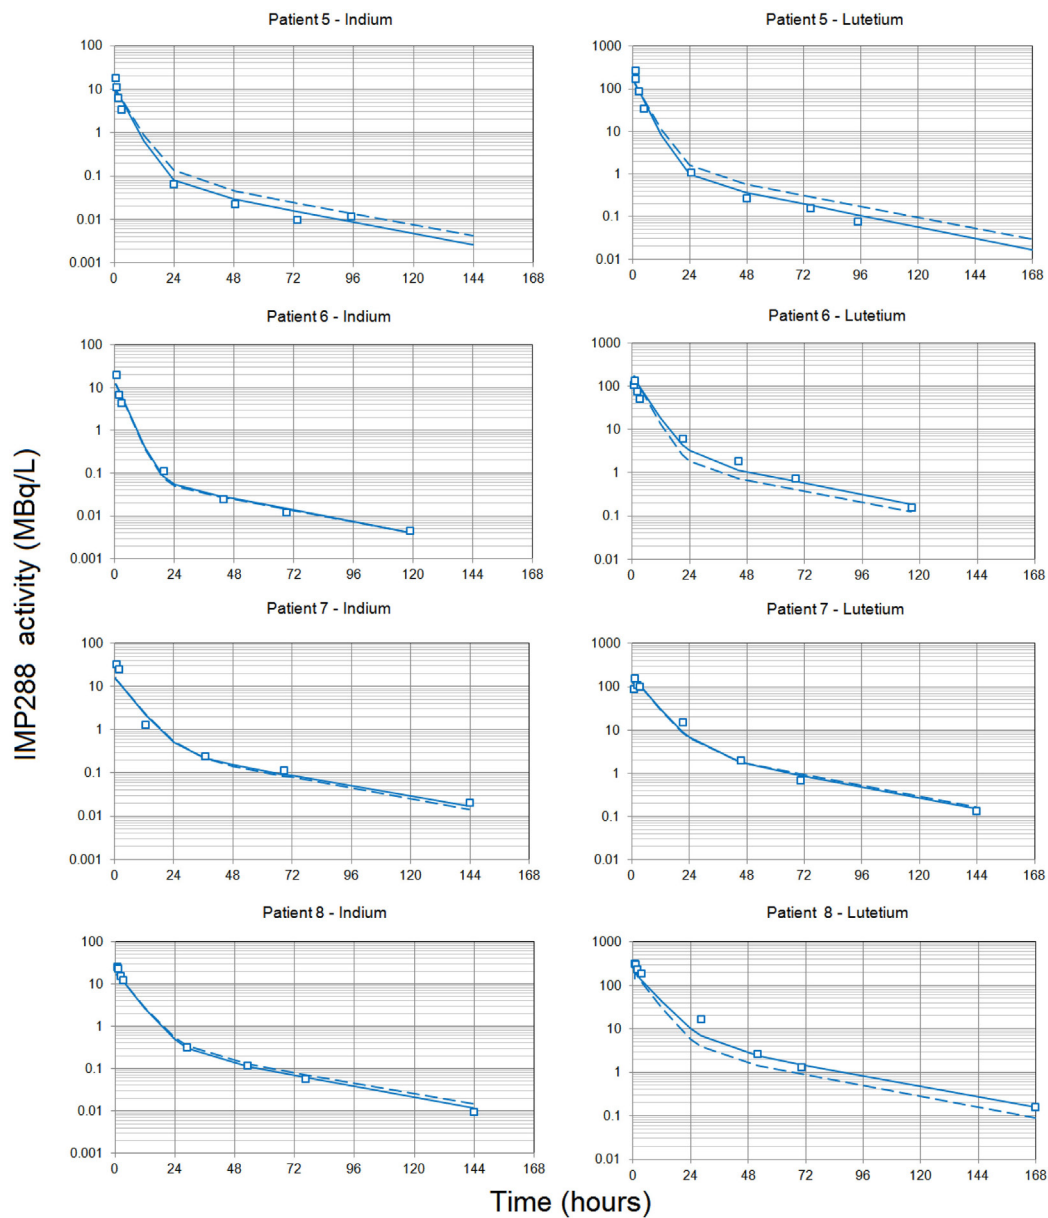 Patient 5 - Indium
100
10
1
0.1
0.01
0.001
0 24 48 72 96 120 144 168
Patient 5 - Lutetium
1000
100
10
1
0.1
0.01
0 24 48 72 96 120 144 168
Patient 6 - Indium
100
10
1
0.1
0.01
0.001
0 24 48 72 96 120 144 168
Patient 6 - Lutetium
1000
100
10
1
0.1
0.01
0 24 48 72 96 120 144 168
IMP288 activity (MBq/L)
Patient 7 - Indium
100
10
1
0.1
0.01
0.001
0 24 48 72 96 120 144 168
Patient 7 - Lutetium
1000
100
10
1
0.1
0.01
0 24 48 72 96 120 144 168
Patient 8 - Indium
100
10
1
0.1
0.01
0.001
0 24 48 72 96 120 144 168
Patient 8 - Lutetium
1000
100
10
1
0.1
0.01
0 24 48 72 96 120 144 168
Time (hours)